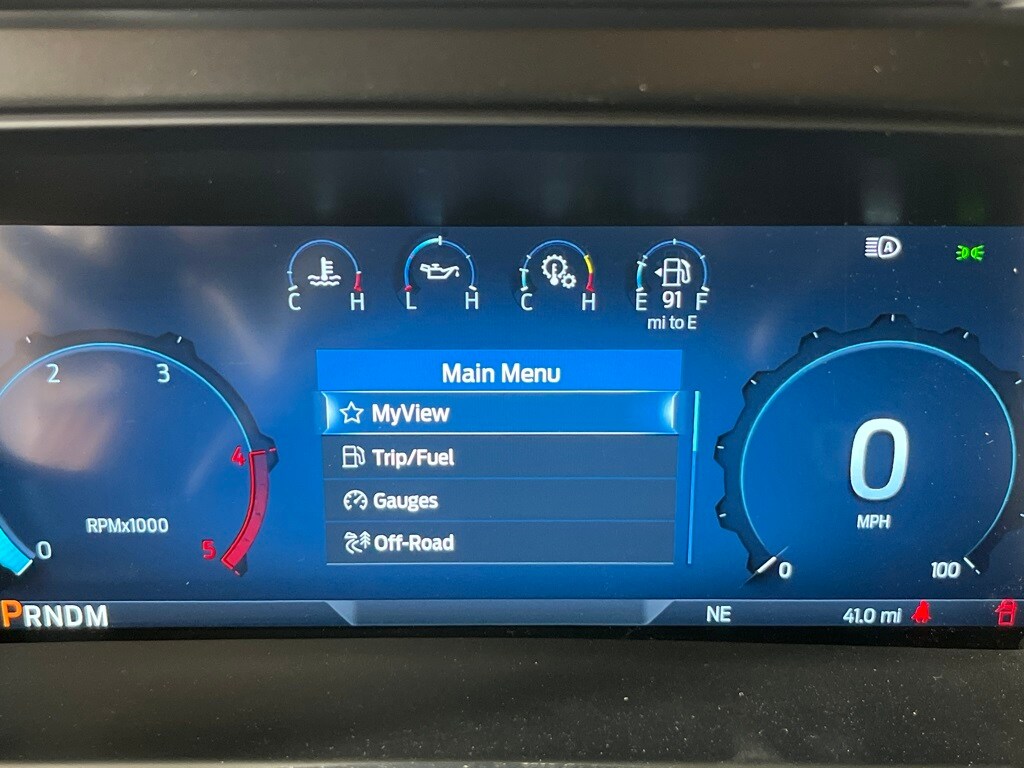 A
C H
L H
C H
E 91 F
mi to E
2 3
4
5
0
RPMx1000
Main Menu
MyView
Trip/Fuel
Gauges
Off-Road
0
MPH
0 100
PRNDM
NE
41.0 mi